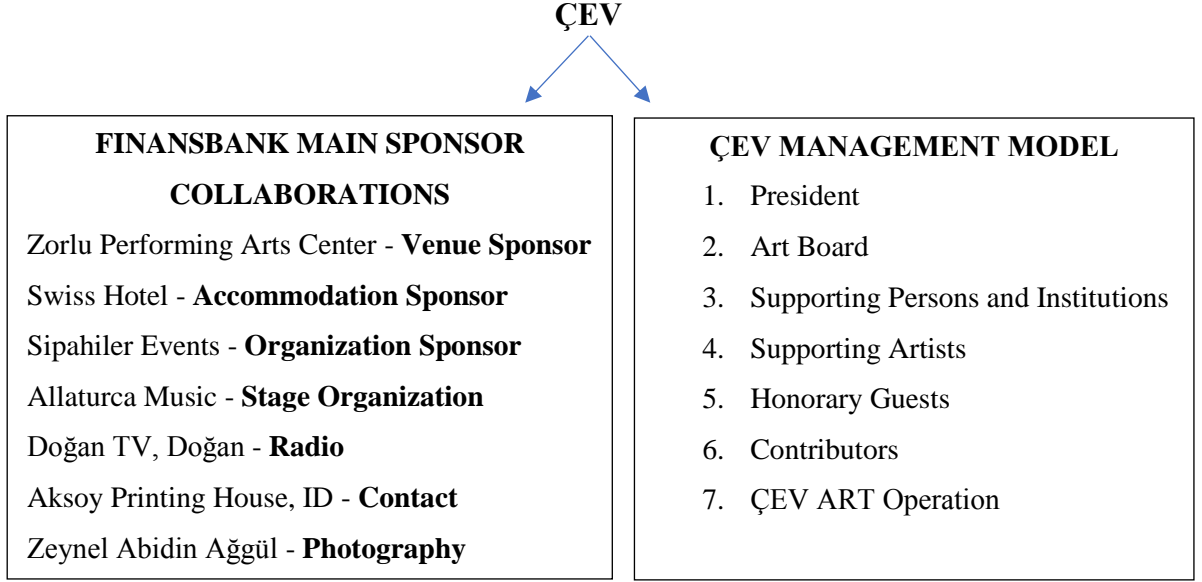 ÇEV
FINANSBANK MAIN SPONSOR
COLLABORATIONS
Zorlu Performing Arts Center - Venue Sponsor
Swiss Hotel - Accommodation Sponsor
Sipahiler Events - Organization Sponsor
Allaturca Music - Stage Organization
Doğan TV, Doğan - Radio
Aksoy Printing House, ID - Contact
Zeynel Abidin Ağgül - Photography
ÇEV MANAGEMENT MODEL
1. President
2. Art Board
3. Supporting Persons and Institutions
4. Supporting Artists
5. Honorary Guests
6. Contributors
7. ÇEV ART Operation